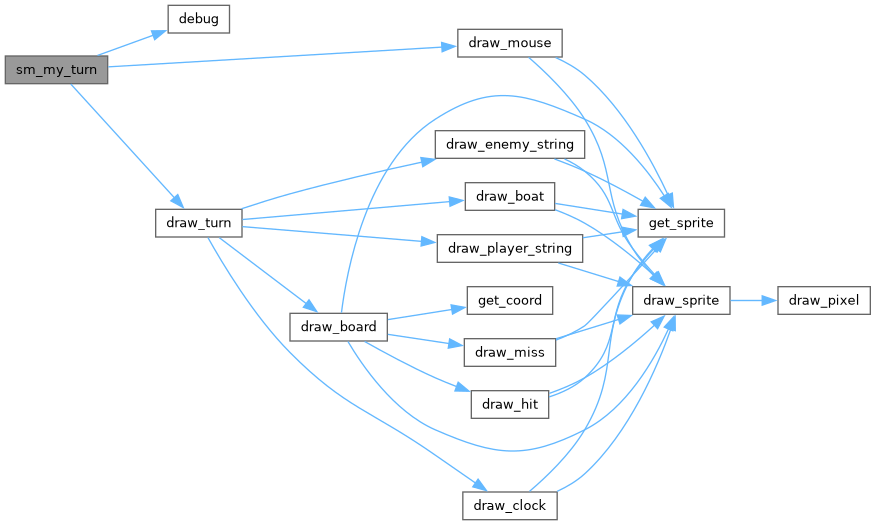 debug
draw_mouse
sm_my_turn
draw_enemy_string
draw_boat
draw_turn
get_sprite
draw_player_string
get_coord
draw_sprite
draw_pixel
draw_board
draw_miss
draw_hit
draw_clock